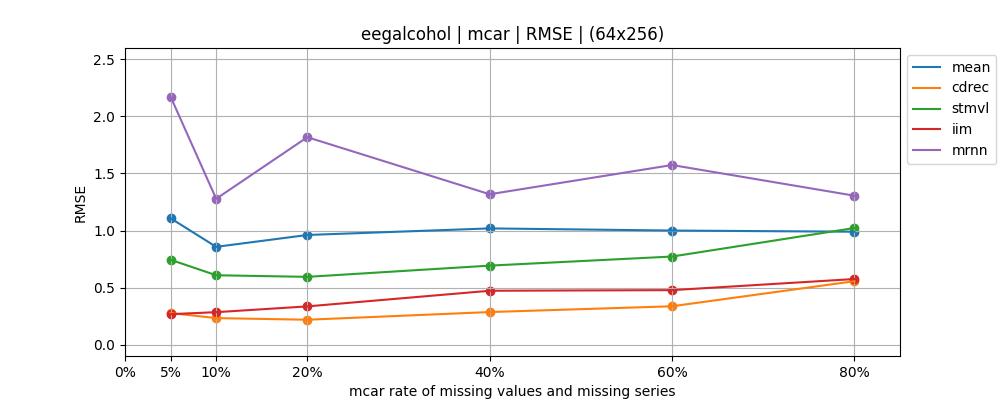 eegalcohol | mcar | RMSE | (64x256)
2.5
2.0
1.5
1.0
0.5
0.0
RMSE
0% 5% 10% 20% 40% 60% 80%
mcar rate of missing values and missing series
mean
cdrec
stmvl
iim
mrnn